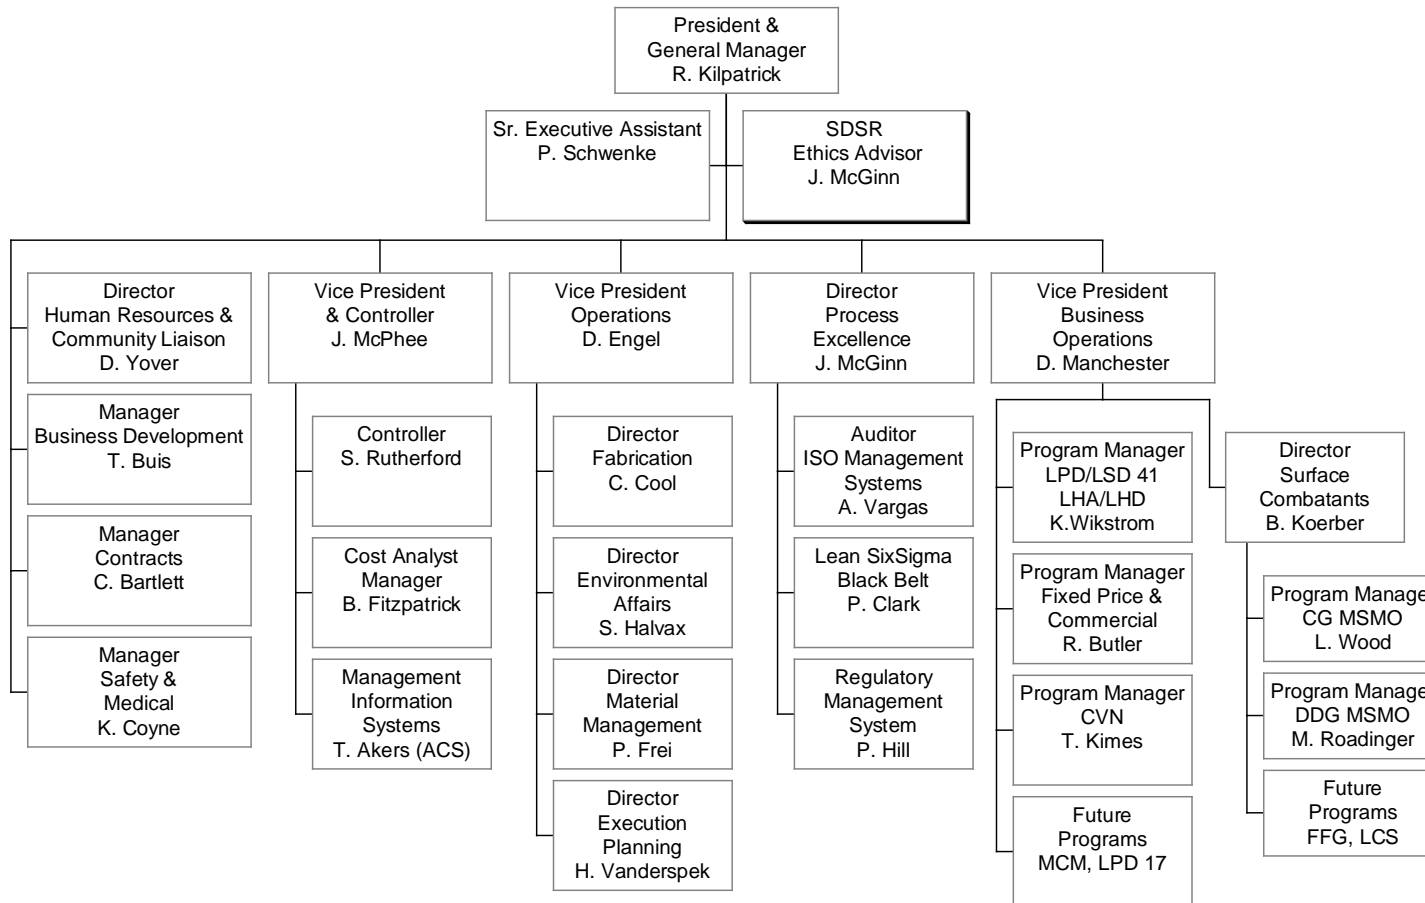 President &
General Manager
R. Kilpatrick
Sr. Executive Assistant
P. Schwenke
SDSR
Ethics Advisor
J. McGinn
Director
Human Resources &
Community Liaison
D. Yover
Manager
Business Development
T. Buis
Manager
Contracts
C. Bartlett
Manager
Safety &
Medical
K. Coyne
Vice President
& Controller
J. McPhee
Controller
S. Rutherford
Cost Analyst
Manager
B. Fitzpatrick
Management
Information
Systems
T. Akers (ACS)
Vice President
Operations
D. Engel
Director
Fabrication
C. Cool
Director
Environmental
Affairs
S. Halvax
Director
Material
Management
P. Frei
Director
Execution
Planning
H. Vanderspek
Director
Process
Excellence
J. McGinn
Auditor
ISO Management
Systems
A. Vargas
Lean SixSigma
Black Belt
P. Clark
Regulatory
Management
System
P. Hill
Vice President
Business
Operations
D. Manchester
Program Manager
LPD/LSD 41
LHA/LHD
K.Wikstrom
Program Manager
Fixed Price &
Commercial
R. Butler
Program Manager
CVN
T. Kimes
Future
Programs
MCM, LPD 17
Director
Surface
Combatants
B. Koerber
Program Manage
CG MSMO
L. Wood
Program Manage
DDG MSMO
M. Roadinger
Future
Programs
FFG, LCS